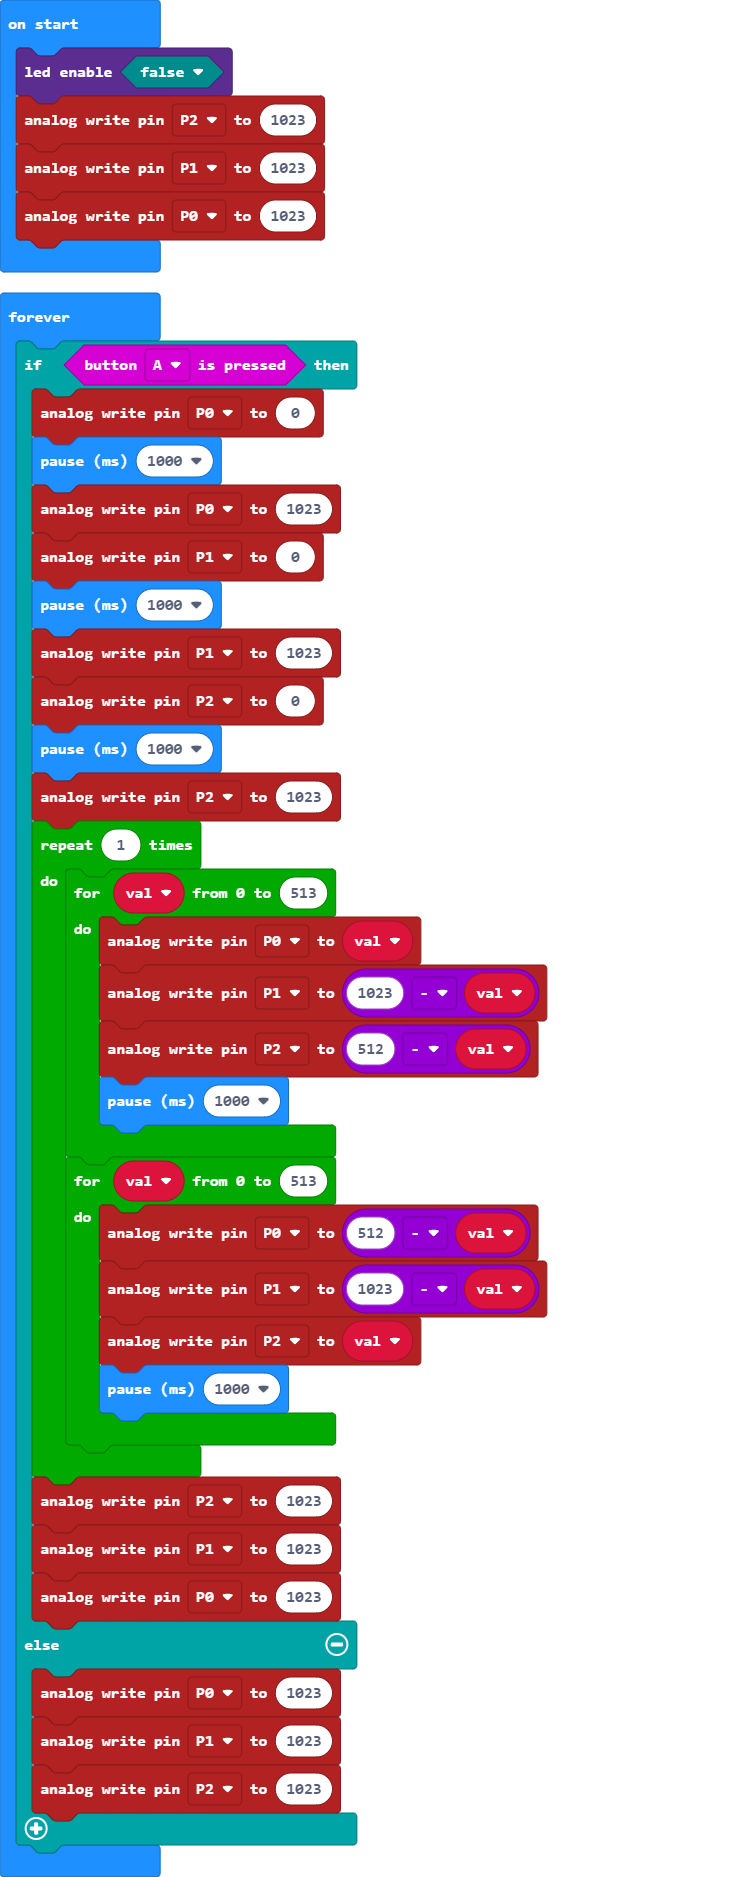 on start
led enable false
analog write pin P2 to 1023
analog write pin P1 to 1023
analog write pin P0 to 1023
forever
if button A is pressed then
analog write pin P0 to 0
pause (ms) 1000
analog write pin P0 to 1023
analog write pin P1 to 0
pause (ms) 1000
analog write pin P1 to 1023
analog write pin P2 to 0
pause (ms) 1000
analog write pin P2 to 1023
repeat 1 times
do for val from 0 to 513
do analog write pin P0 to val
analog write pin P1 to 1023 - val
analog write pin P2 to 512 - val
pause (ms) 1000
for val from 0 to 513
do analog write pin P0 to 512 - val
analog write pin P1 to 1023 - val
analog write pin P2 to val
pause (ms) 1000
analog write pin P2 to 1023
analog write pin P1 to 1023
analog write pin P0 to 1023
else
analog write pin P0 to 1023
analog write pin P1 to 1023
analog write pin P2 to 1023